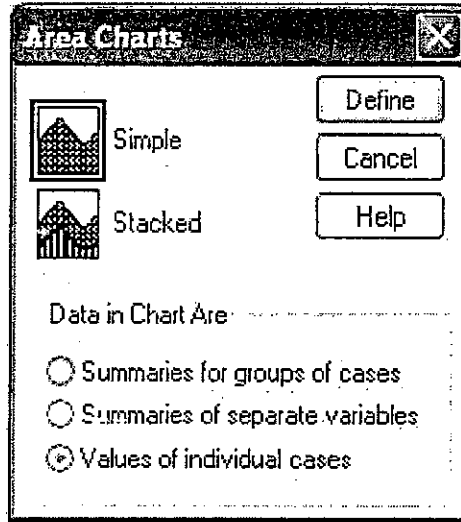 Area Charts
Simple
Define
Cancel
Stacked
Help
Data in Chart Are
Summaries for groups of cases
Summaries of separate variables
Values of individual cases